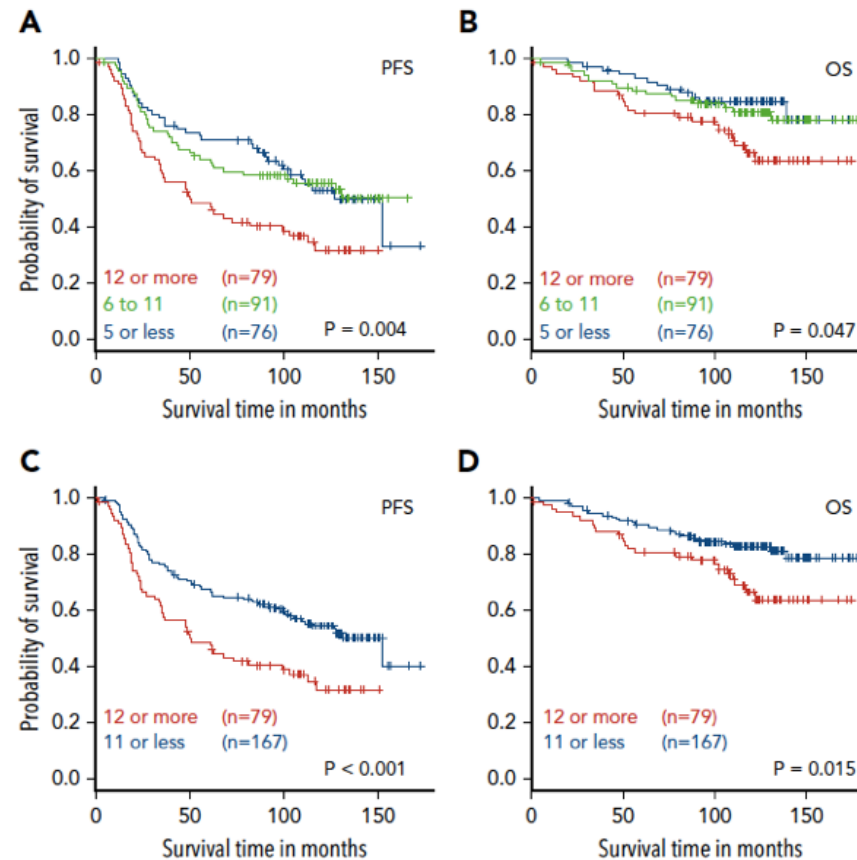 A
PFS
1.0
0.8
0.6
0.4
0.2
0.0
Probability of survival
12 or more (n=79)
6 to 11 (n=91)
5 or less (n=76)
P = 0.004
0 50 100 150
Survival time in months
B
OS
1.0
0.8
0.6
0.4
0.2
0.0
12 or more (n=79)
6 to 11 (n=91)
5 or less (n=76)
P = 0.047
0 50 100 150
Survival time in months
C
PFS
1.0
0.8
0.6
0.4
0.2
0.0
Probability of survival
12 or more (n=79)
11 or less (n=167)
P < 0.001
0 50 100 150
Survival time in months
D
OS
1.0
0.8
0.6
0.4
0.2
0.0
12 or more (n=79)
11 or less (n=167)
P = 0.015
0 50 100 150
Survival time in months